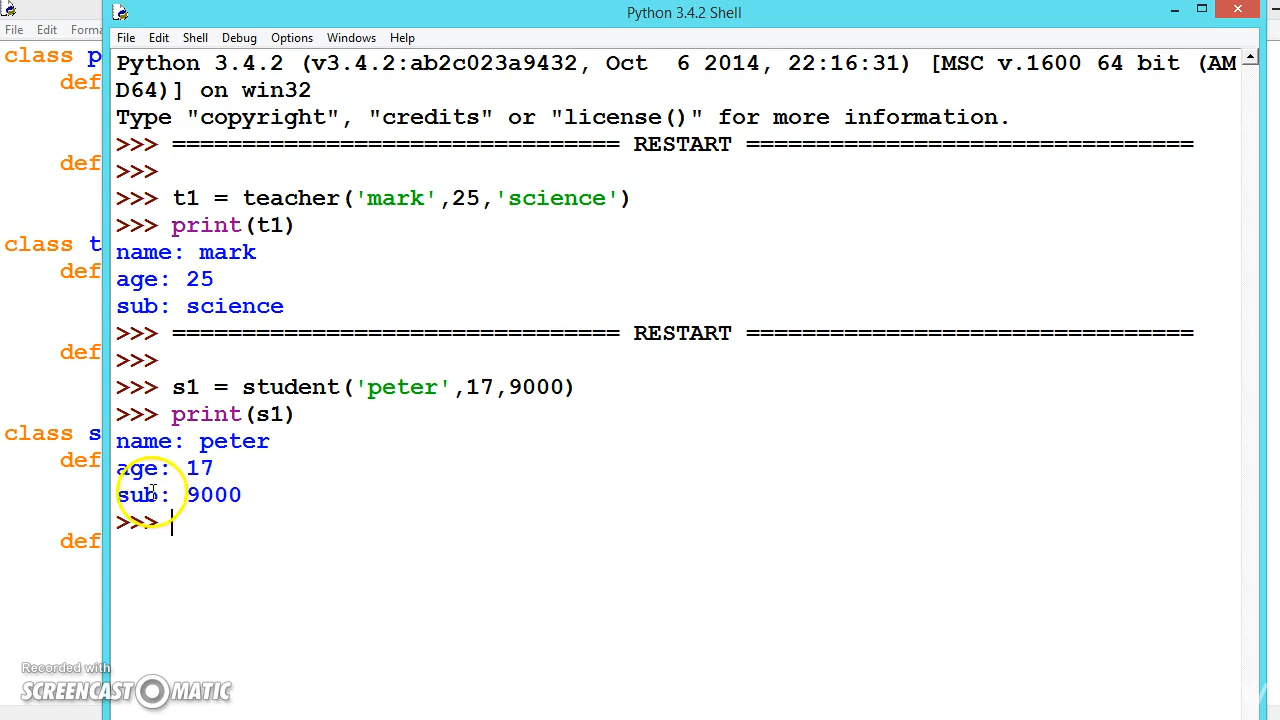 Python 3.4.2 Shell
File Edit Forma
File Edit Shell Debug Options Windows Help
class p
def
def
class t
def
def
class s
def
def
Python 3.4.2 (v3.4.2:ab2c023a9432, Oct  6 2014, 22:16:31) [MSC v.1600 64 bit (AM
D64)] on win32
Type "copyright", "credits" or "license()" for more information.
>>> ================================ RESTART ================================
>>>
>>> t1 = teacher('mark',25,'science')
>>> print(t1)
name: mark
age: 25
sub: science
>>> ================================ RESTART ================================
>>>
>>> s1 = student('peter',17,9000)
>>> print(s1)
name: peter
age: 17
sub: 9000
>>>
Recorded with
SCREENCAST MATIC